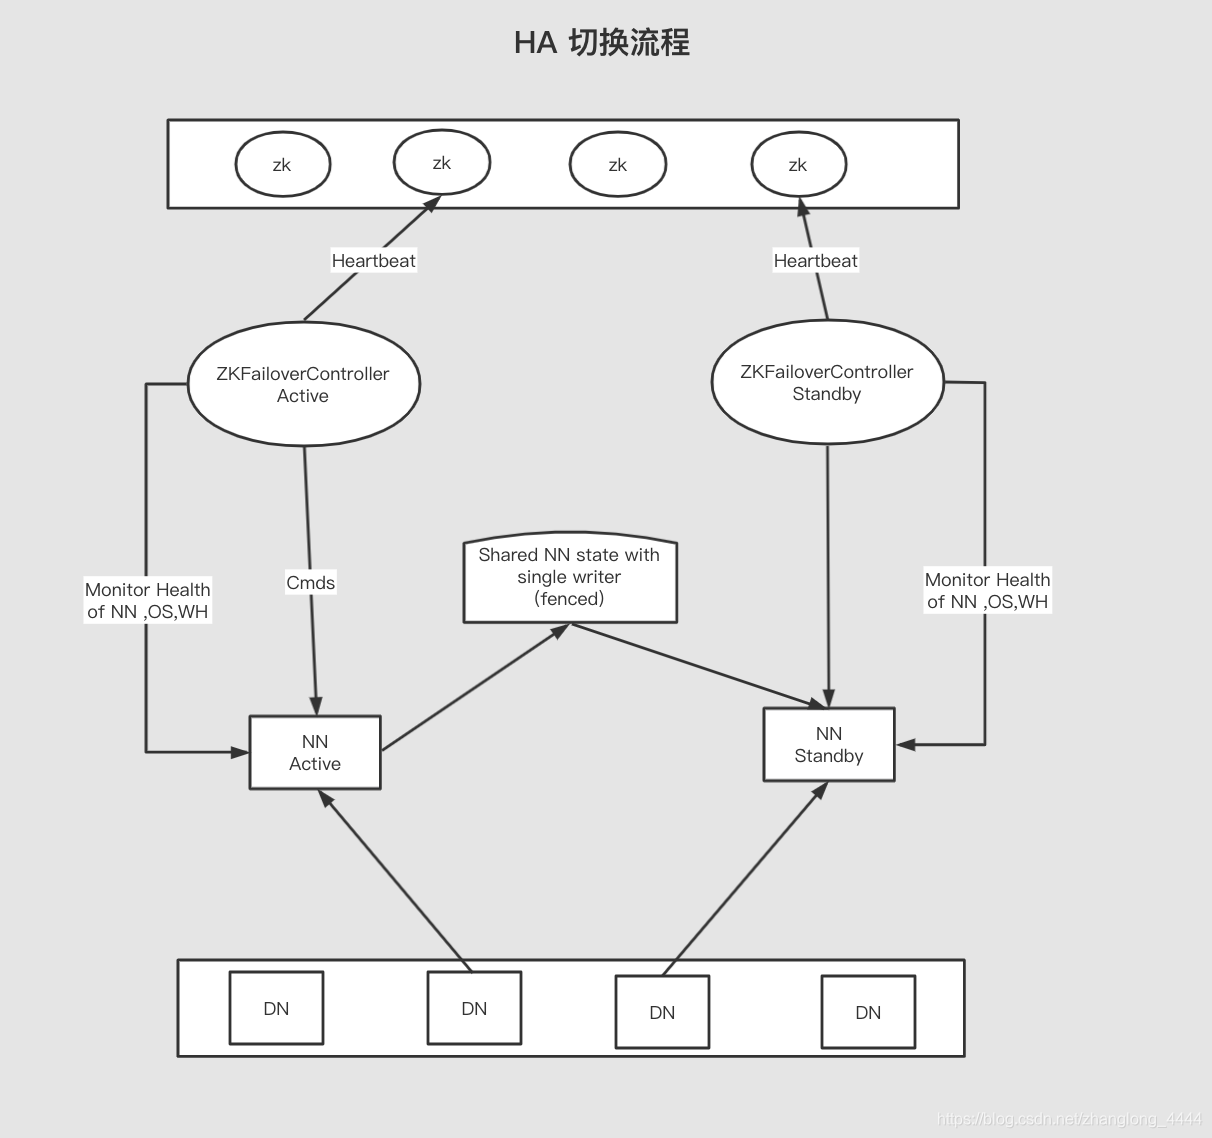 HA 切换流程
zk
zk
zk
zk
Heartbeat
Heartbeat
ZKFailoverController
Active
ZKFailoverController
Standby
Monitor Health
of NN ,OS,WH
Cmds
Shared NN state with
single writer
(fenced)
Monitor Health
of NN ,OS,WH
NN
Active
NN
Standby
DN
DN
DN
DN
https://blog.csdn.net/zhanglong_4444